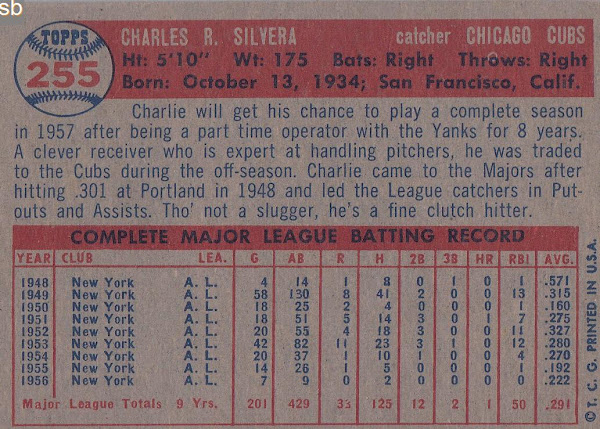 sb
TOPPS
255
CHARLES R. SILVERA catcher CHICAGO CUBS
Ht: 5'10" Wt: 175 Bats: Right Throws: Right
Born: October 13, 1934; San Francisco, Calif.
Charlie will get his chance to play a complete season
in 1957 after being a part time operator with the Yanks for 8 years.
A clever receiver who is expert at handling pitchers, he was traded
to the Cubs during the off-season. Charlie came to the Majors after
hitting .301 at Portland in 1948 and led the League catchers in Put-
outs and Assists. Tho' not a slugger, he's a fine clutch hitter.
COMPLETE MAJOR LEAGUE BATTING RECORD
YEAR CLUB LEA. G AB R H 2B 3B HR RBI AVG.
1948 New York A. L. 4 14 1 8 0 1 0 1 .571
1949 New York A. L. 58 130 8 41 2 0 0 13 .315
1950 New York A. L. 18 25 2 4 0 0 0 1 .160
1951 New York A. L. 18 51 5 14 3 0 1 7 .275
1952 New York A. L. 20 55 4 18 3 0 0 11 .327
1953 New York A. L. 42 82 11 23 3 1 0 12 .280
1954 New York A. L. 20 37 1 10 1 0 0 4 .270
1955 New York A. L. 14 26 1 5 0 0 0 1 .192
1956 New York A. L. 7 9 0 2 0 0 0 0 .222
Major League Totals 9 Yrs. 201 429 33 125 12 2 1 50 .291
© T. C. G. PRINTED IN U.S.A.